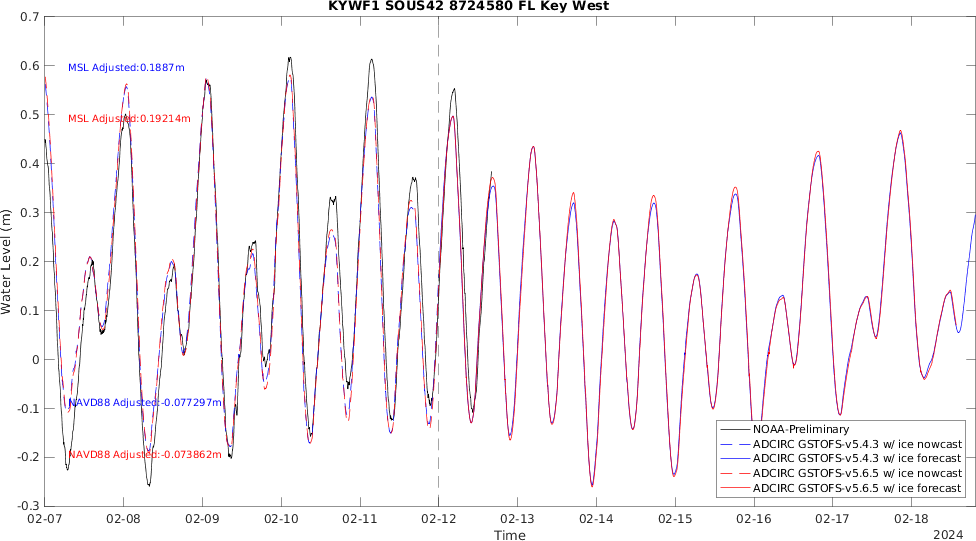 KYWF1 SOUS42 8724580 FL Key West
0.7
0.6
0.5
0.4
0.3
0.2
0.1
0
-0.1
-0.2
-0.3
Water Level (m)
MSL Adjusted:0.1887m
MSL Adjusted:0.19214m
NAVD88 Adjusted:-0.077297m
NAVD88 Adjusted:-0.073862m
NOAA-Preliminary
ADCIRC GSTOFS-v5.4.3 w/ ice nowcast
ADCIRC GSTOFS-v5.4.3 w/ ice forecast
ADCIRC GSTOFS-v5.6.5 w/ ice nowcast
ADCIRC GSTOFS-v5.6.5 w/ ice forecast
02-07 02-08 02-09 02-10 02-11 02-12 02-13 02-14 02-15 02-16 02-17 02-18
Time
2024